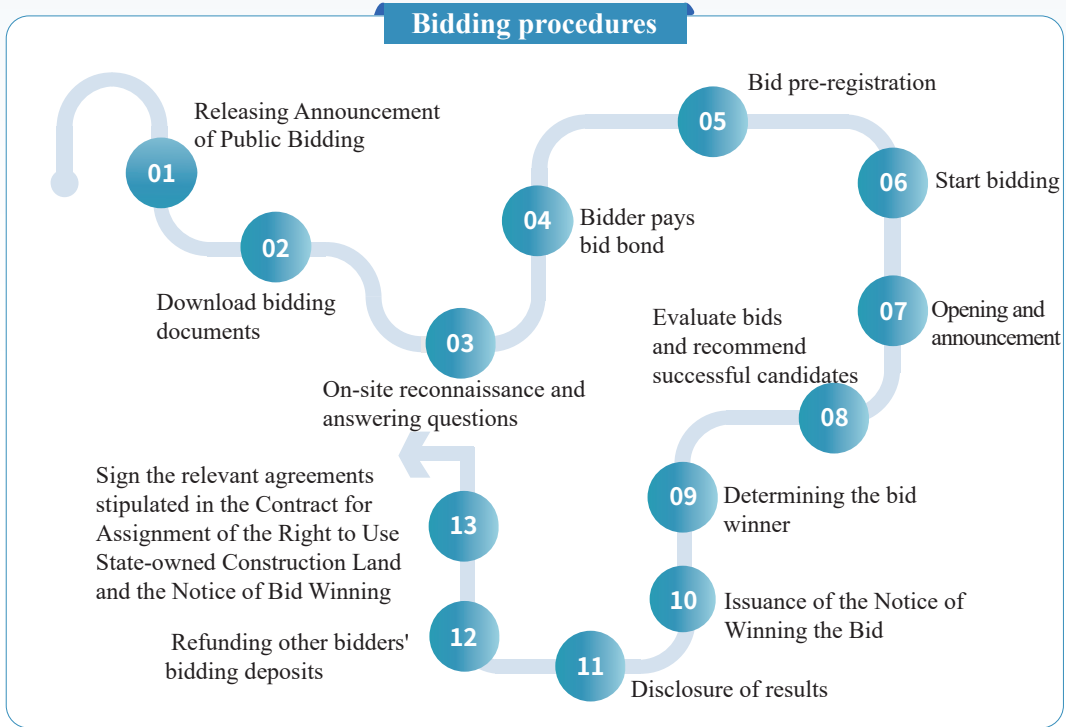 Bidding procedures
01
Releasing Announcement
of Public Bidding
02
Download bidding
documents
03
On-site reconnaissance and
answering questions
04
Bidder pays
bid bond
05
Bid pre-registration
06
Start bidding
07
Opening and
announcement
08
Evaluate bids
and recommend
successful candidates
09
Determining the bid
winner
10
Issuance of the Notice of
Winning the Bid
11
Disclosure of results
12
Refunding other bidders'
bidding deposits
13
Sign the relevant agreements
stipulated in the Contract for
Assignment of the Right to Use
State-owned Construction Land
and the Notice of Bid Winning